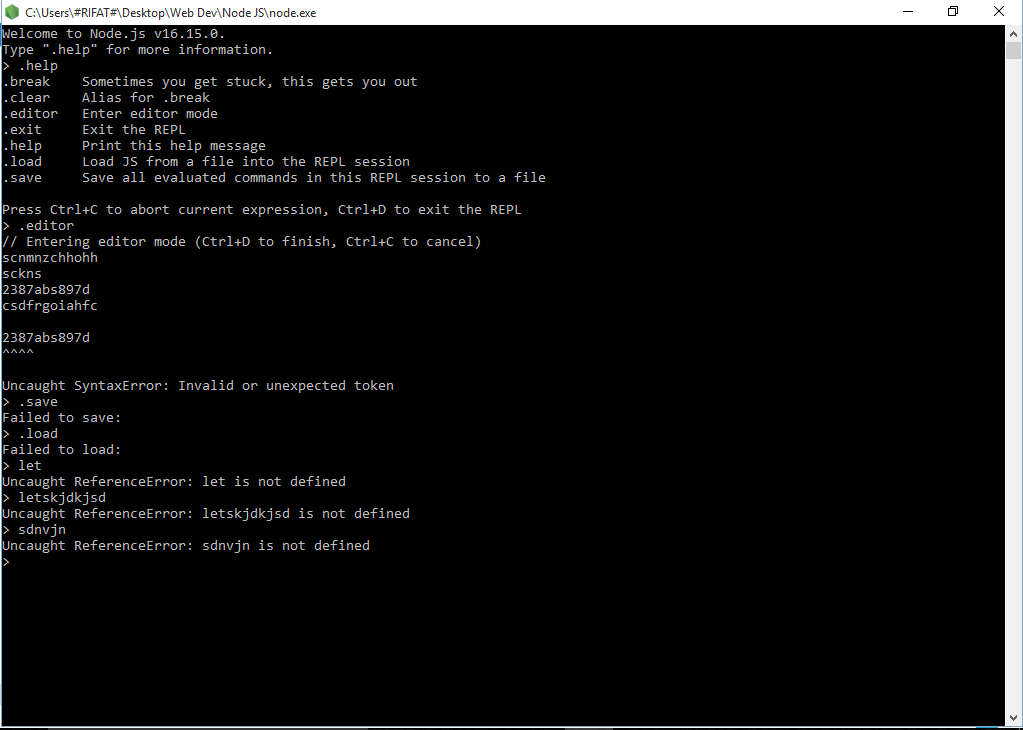 C:\Users\#RIFAT#\Desktop\Web Dev\Node JS\node.exe
Welcome to Node.js v16.15.0.
Type ".help" for more information.
> .help
.break    Sometimes you get stuck, this gets you out
.clear    Alias for .break
.editor   Enter editor mode
.exit     Exit the REPL
.help     Print this help message
.load     Load JS from a file into the REPL session
.save     Save all evaluated commands in this REPL session to a file
Press Ctrl+C to abort current expression, Ctrl+D to exit the REPL
> .editor
// Entering editor mode (Ctrl+D to finish, Ctrl+C to cancel)
scnmnzchhohh
sckns
2387abs897d
csdfrgoiahfc
2387abs897d
^^^^
Uncaught SyntaxError: Invalid or unexpected token
> .save
Failed to save:
> .load
Failed to load:
> let
Uncaught ReferenceError: let is not defined
> letskjdkjsd
Uncaught ReferenceError: letskjdkjsd is not defined
> sdnvjn
Uncaught ReferenceError: sdnvjn is not defined
>